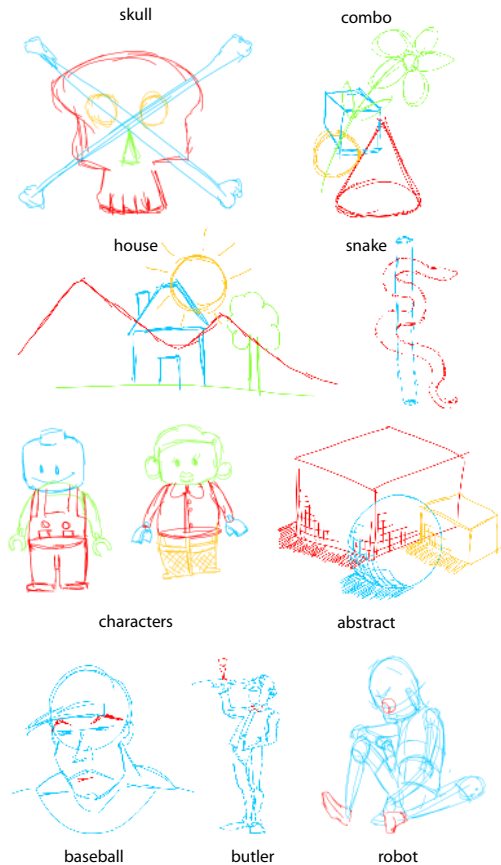 skull
combo
house
snake
characters
abstract
baseball
butler
robot